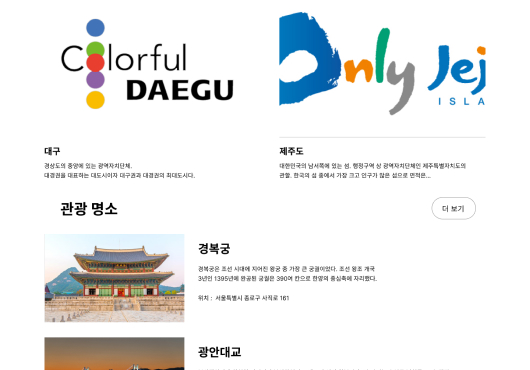 Colorful
DAEGU
Only Jej
ISLA
대구
경상도의 중앙에 있는 광역자치단체.
대경권을 대표하는 대도시이자 대구권과 대경권의 최대도시다.
제주도
대한민국의 남서쪽에 있는 섬. 행정구역 상 광역자치단체인 제주특별자치도의
관할. 한국의 섬 중에서 가장 크고 인구가 많은 섬으로 면적은...
관광 명소
더 보기
경복궁
경복궁은 조선 시대에 지어진 왕궁 중 가장 큰 궁궐이었다. 조선 왕조 개국
3년인 1395년에 완공된 궁궐은 390여 칸으로 한양의 중심축에 자리했다.
위치 : 서울특별시 종로구 사직로 161
광안대교